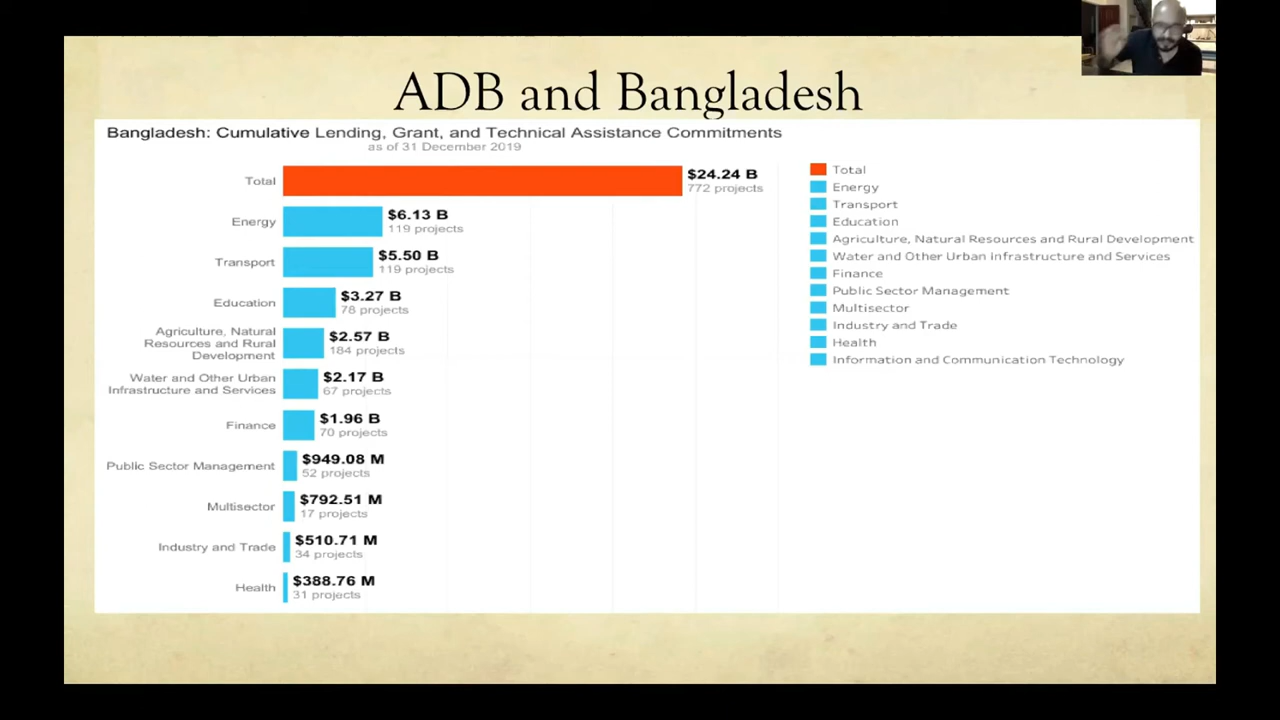 ADB and Bangladesh
Bangladesh: Cumulative Lending, Grant, and Technical Assistance Commitments
as of 31 December 2019
Total
$24.24 B
772 projects
Energy
$6.13 B
119 projects
Transport
$5.50 B
119 projects
Education
$3.27 B
78 projects
Agriculture, Natural
Resources and Rural
Development
$2.57 B
184 projects
Water and Other Urban
Infrastructure and Services
$2.17 B
67 projects
Finance
$1.96 B
70 projects
Public Sector Management
$949.08 M
52 projects
Multisector
$792.51 M
17 projects
Industry and Trade
$510.71 M
34 projects
Health
$388.76 M
31 projects
Total
Energy
Transport
Education
Agriculture, Natural Resources and Rural Development
Water and Other Urban Infrastructure and Services
Finance
Public Sector Management
Multisector
Industry and Trade
Health
Information and Communication Technology